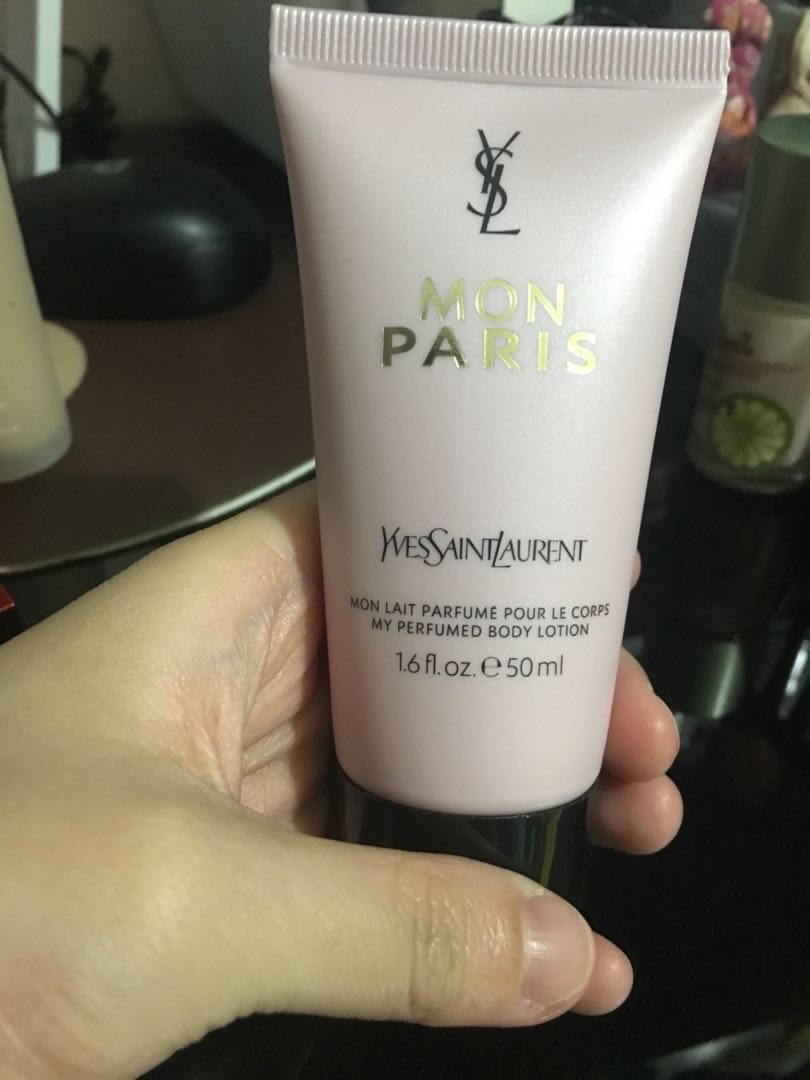 YSL
MON
PARIS
YVESSAINTLAURENT
MON LAIT PARFUMÉ POUR LE CORPS
MY PERFUMED BODY LOTION
1.6 fl. oz. ℮ 50 ml